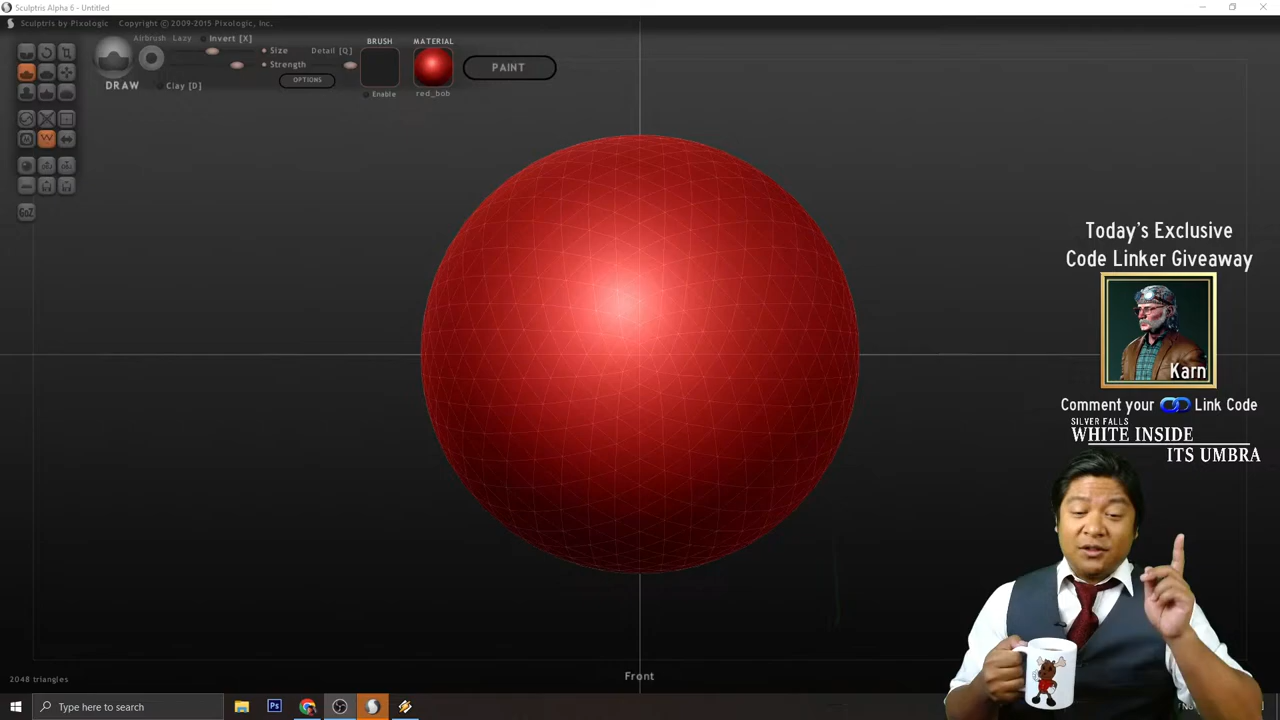 Sculptris Alpha 6 - Untitled
Sculptris by Pixologic Copyright © 2009-2015 Pixologic, Inc.
Airbrush Lazy Invert [X]
Size Detail [Q]
Strength
DRAW Clay [D] OPTIONS
BRUSH
Enable
MATERIAL
red_bob
PAINT
GoZ
Today's Exclusive
Code Linker Giveaway
Karn
Comment your Link Code
SILVER FALLS
WHITE INSIDE
ITS UMBRA
2048 triangles
Front
Type here to search
Ps